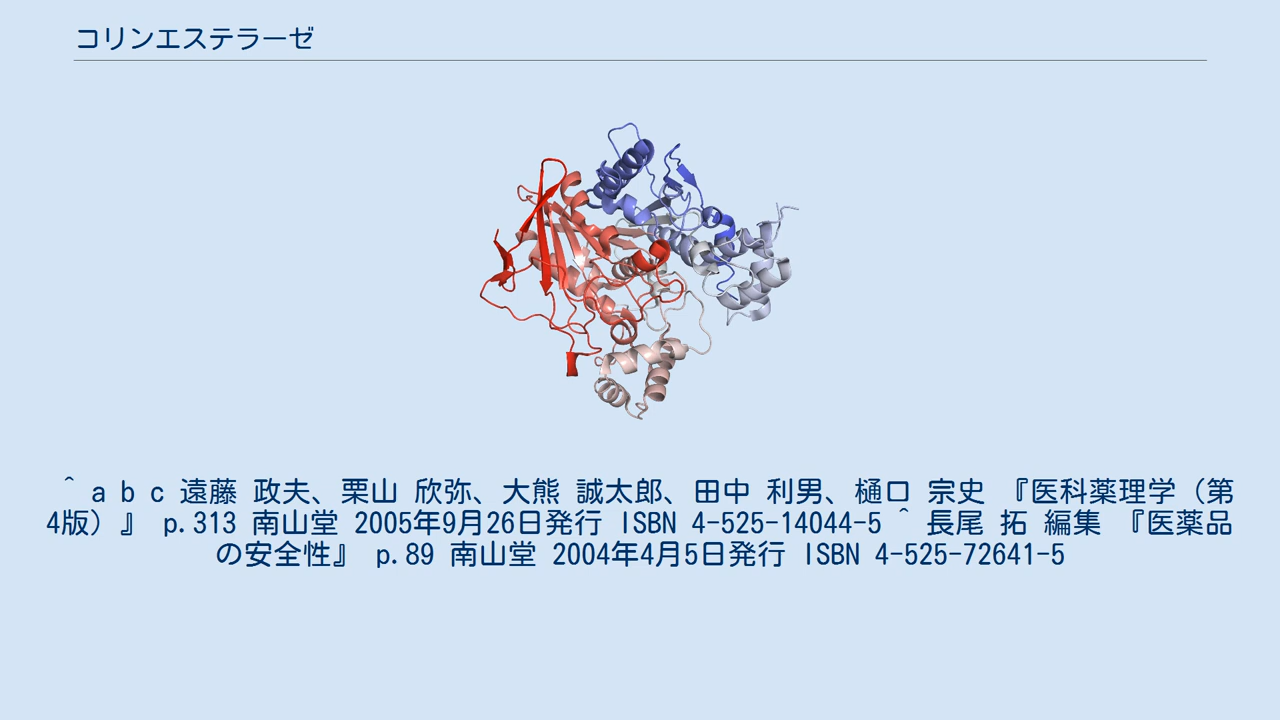 コリンエステラーゼ
^ a b c 遠藤 政夫、栗山 欣弥、大熊 誠太郎、田中 利男、樋口 宗史 『医科薬理学（第
4版）』 p.313 南山堂 2005年9月26日発行 ISBN 4-525-14044-5 ^ 長尾 拓 編集 『医薬品
の安全性』 p.89 南山堂 2004年4月5日発行 ISBN 4-525-72641-5